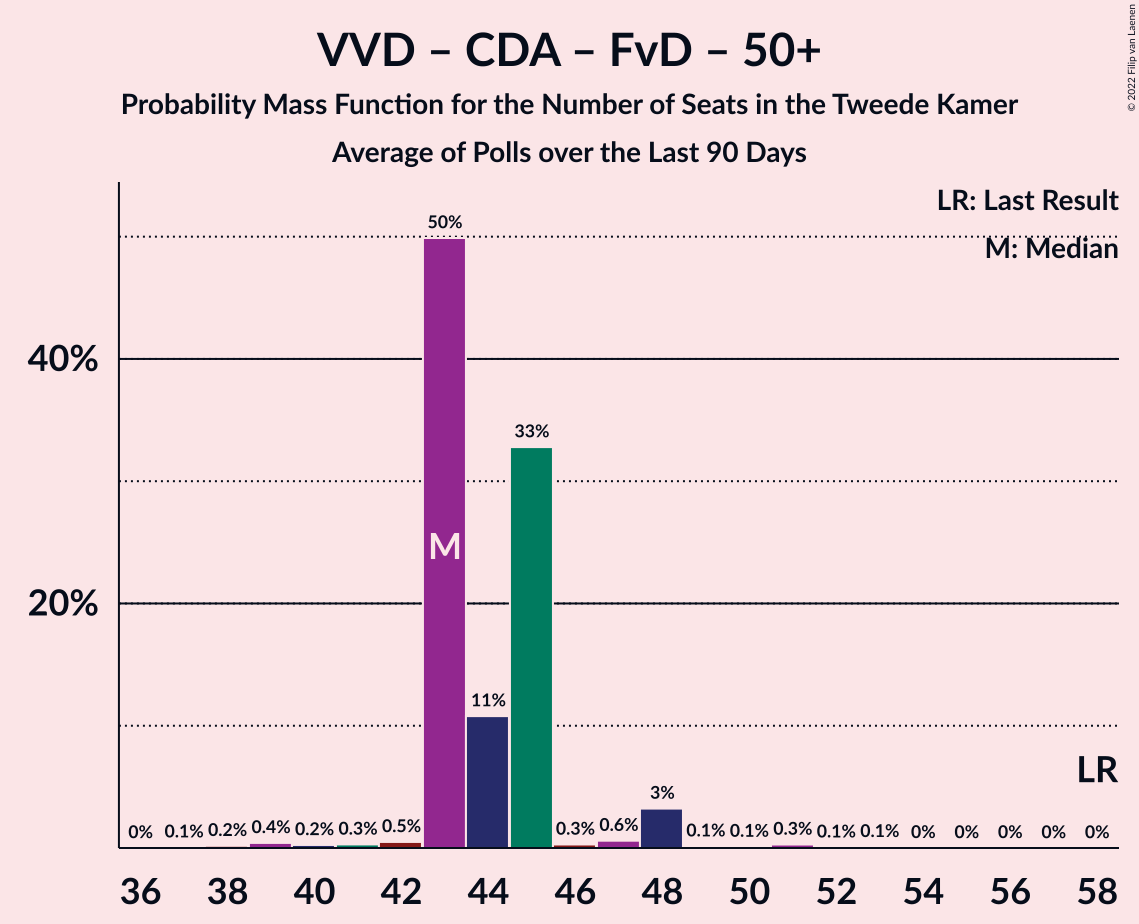 VVD – CDA – FvD – 50+
Probability Mass Function for the Number of Seats in the Tweede Kamer
Average of Polls over the Last 90 Days
© 2022 Filip van Laenen
LR: Last Result
M: Median
50%
40%
33%
M
20%
11%
LR
3%
0% 0.1% 0.2% 0.4% 0.2% 0.3% 0.5% 0.3% 0.6% 0.1% 0.1% 0.3% 0.1% 0.1% 0% 0% 0% 0% 0%
36 38 40 42 44 46 48 50 52 54 56 58